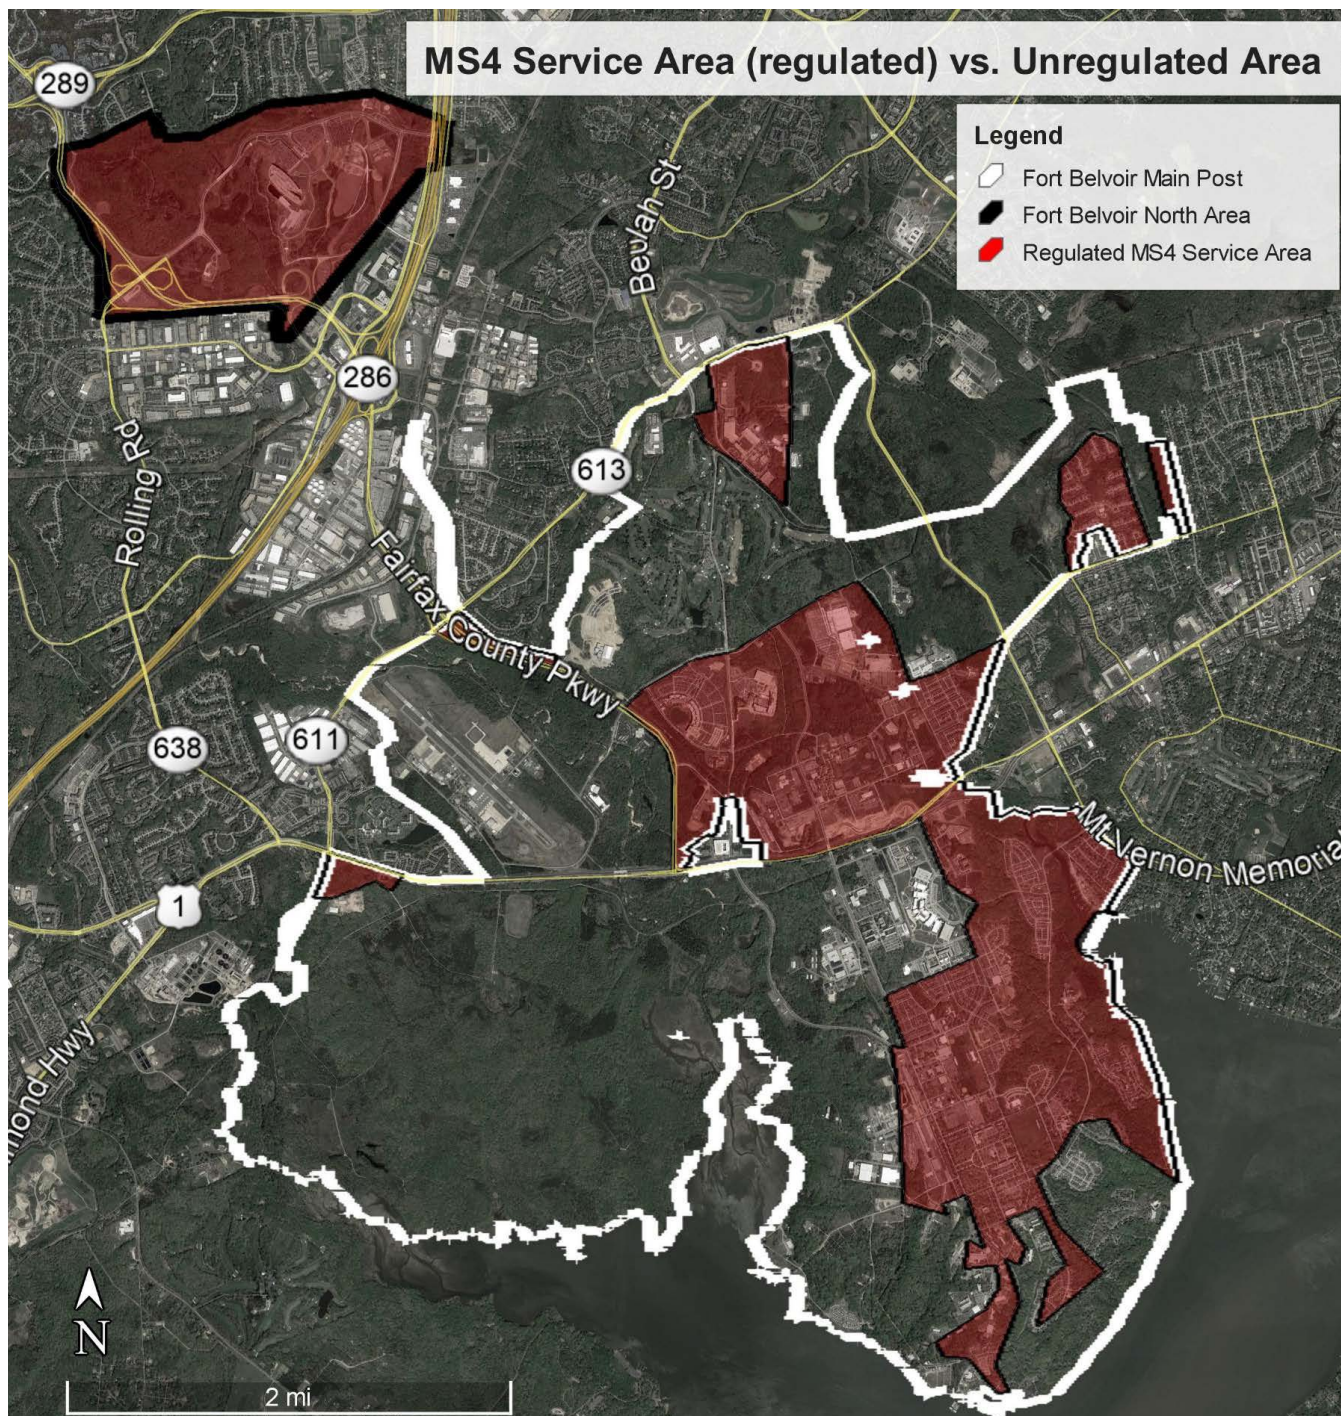 MS4 Service Area (regulated) vs. Unregulated Area
289
Legend
Fort Belvoir Main Post
Fort Belvoir North Area
Regulated MS4 Service Area
Beulah St
286
613
Rolling Rd
Fairfax County Pkwy
638
611
Mt Vernon Memoria
1
mond Hwy
N
2 mi